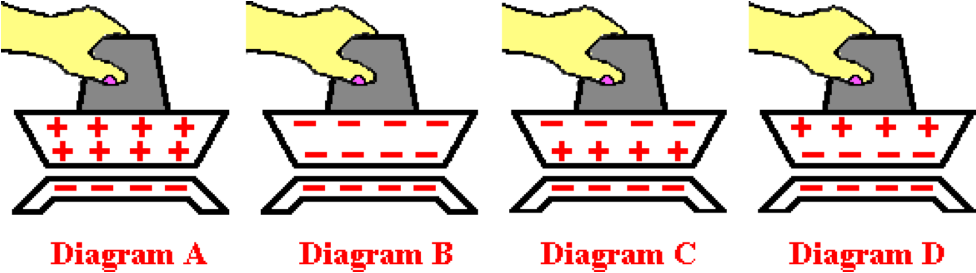 + + + +
+ + + +
– – – –
– – – –
– – – –
– – – –
– – – –
+ + + +
– – – –
+ + + +
– – – –
– – – –
Diagram A
Diagram B
Diagram C
Diagram D